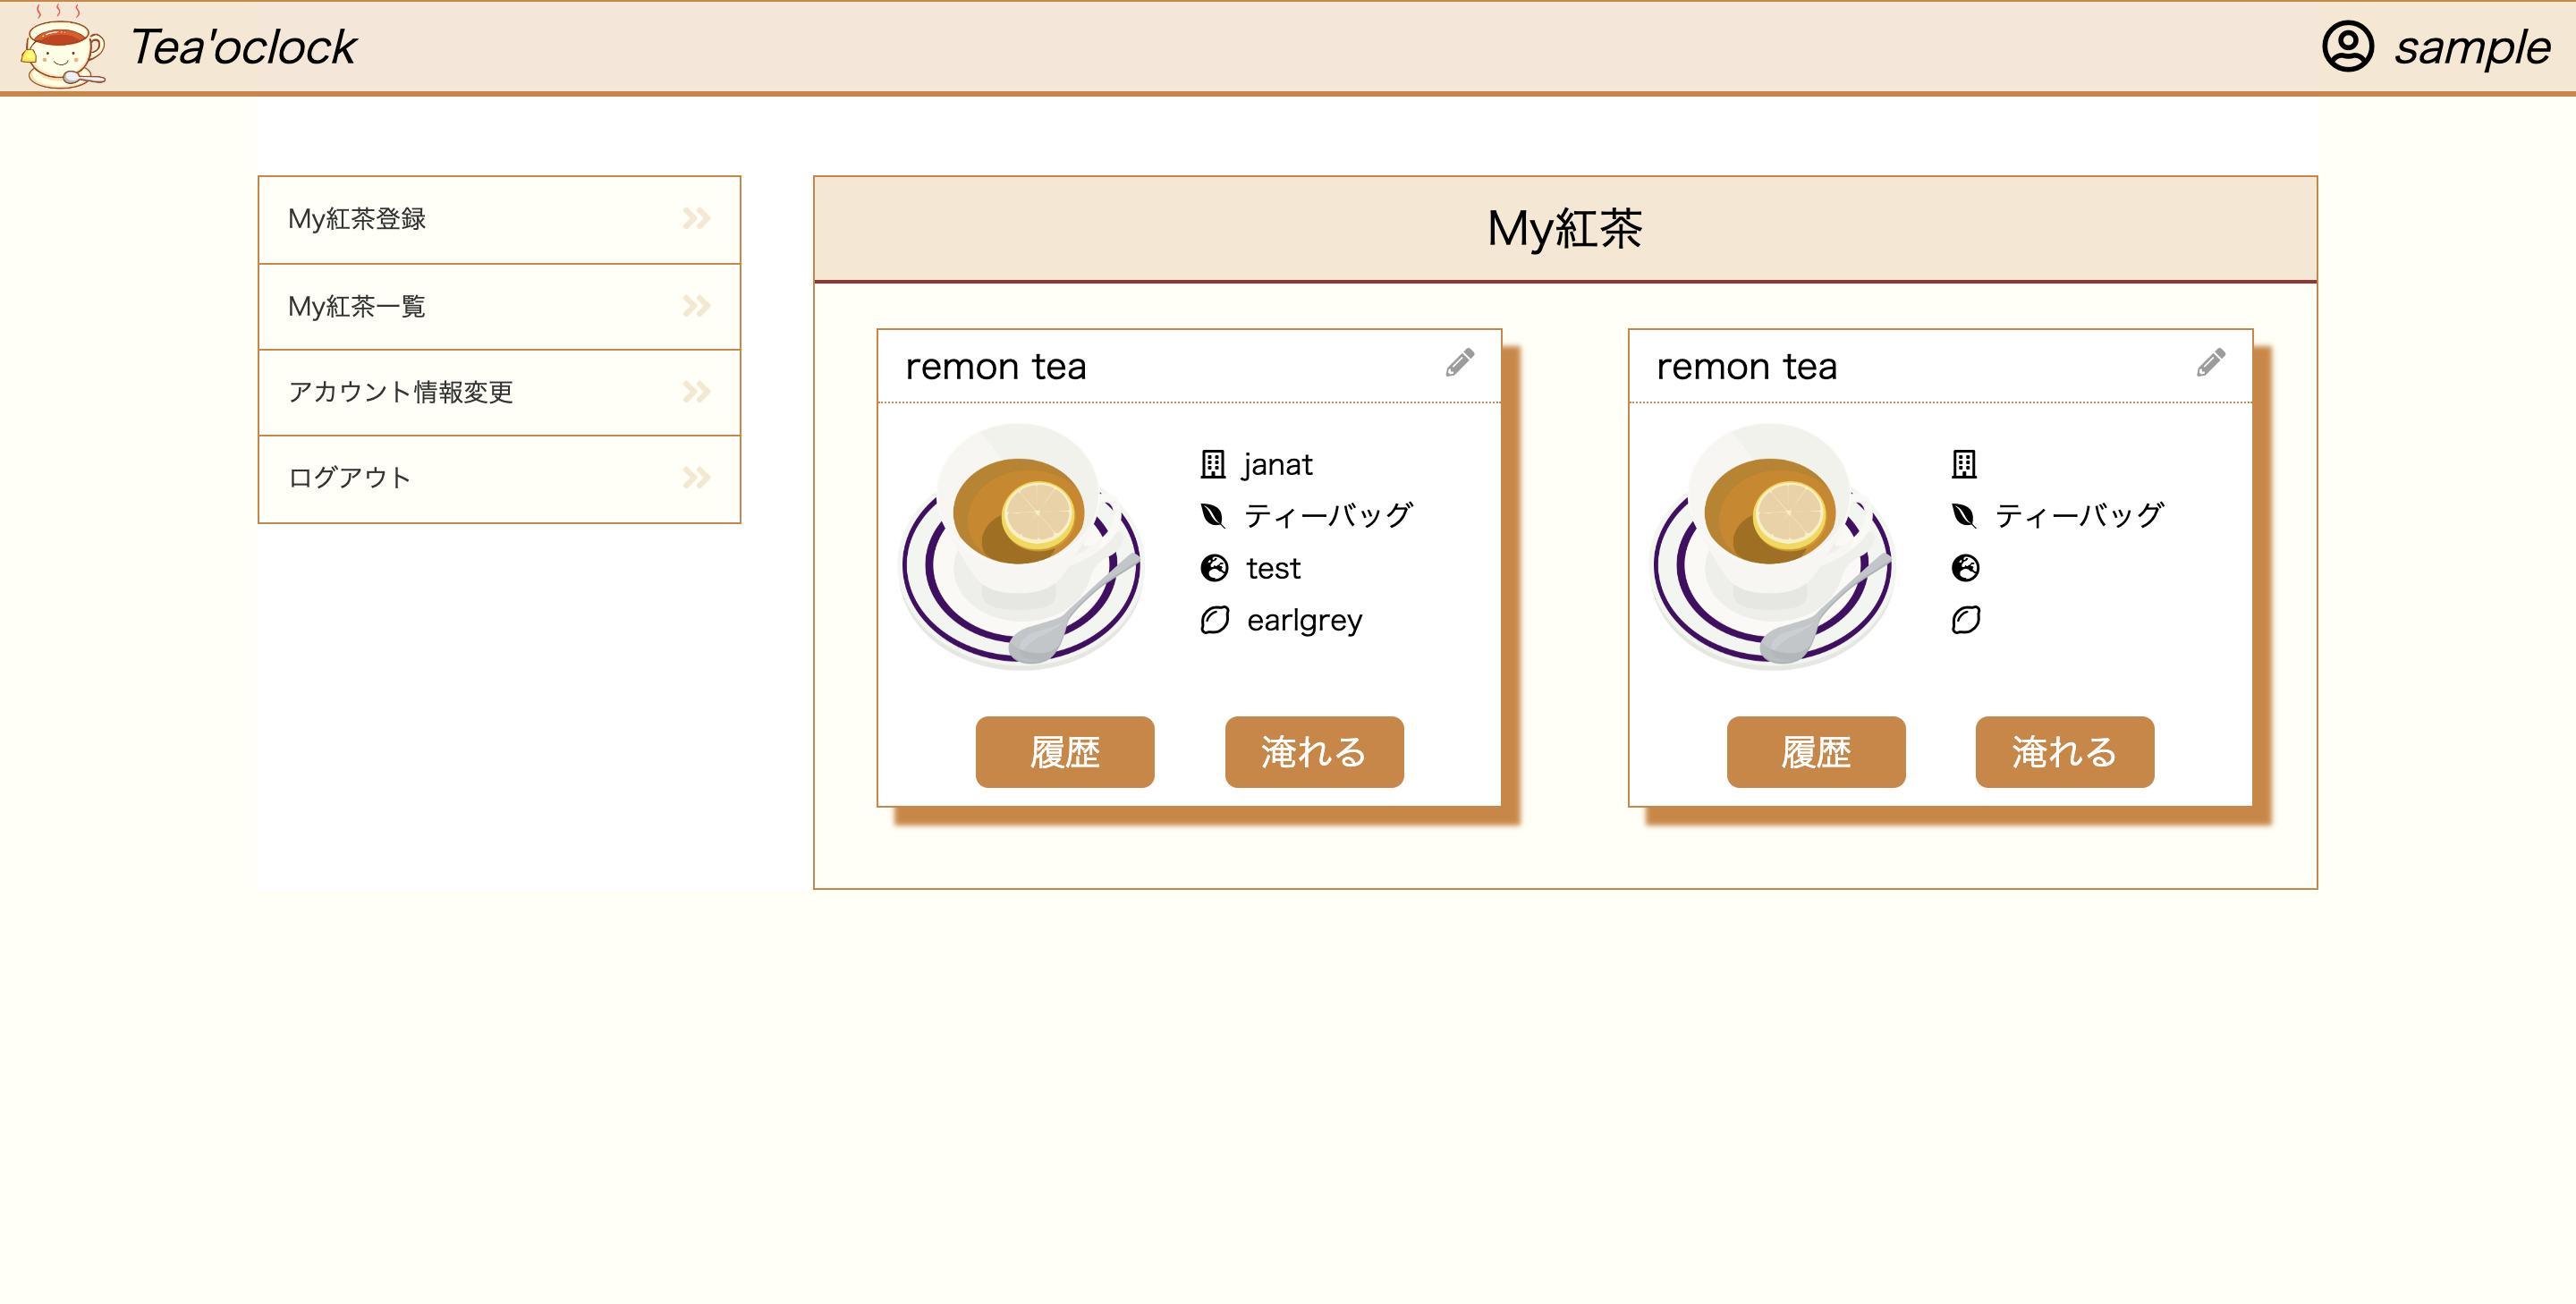 Tea'oclock
sample
My紅茶登録
My紅茶一覧
アカウント情報変更
ログアウト
My紅茶
remon tea
janat
ティーバッグ
test
earlgrey
履歴
淹れる
remon tea
ティーバッグ
履歴
淹れる